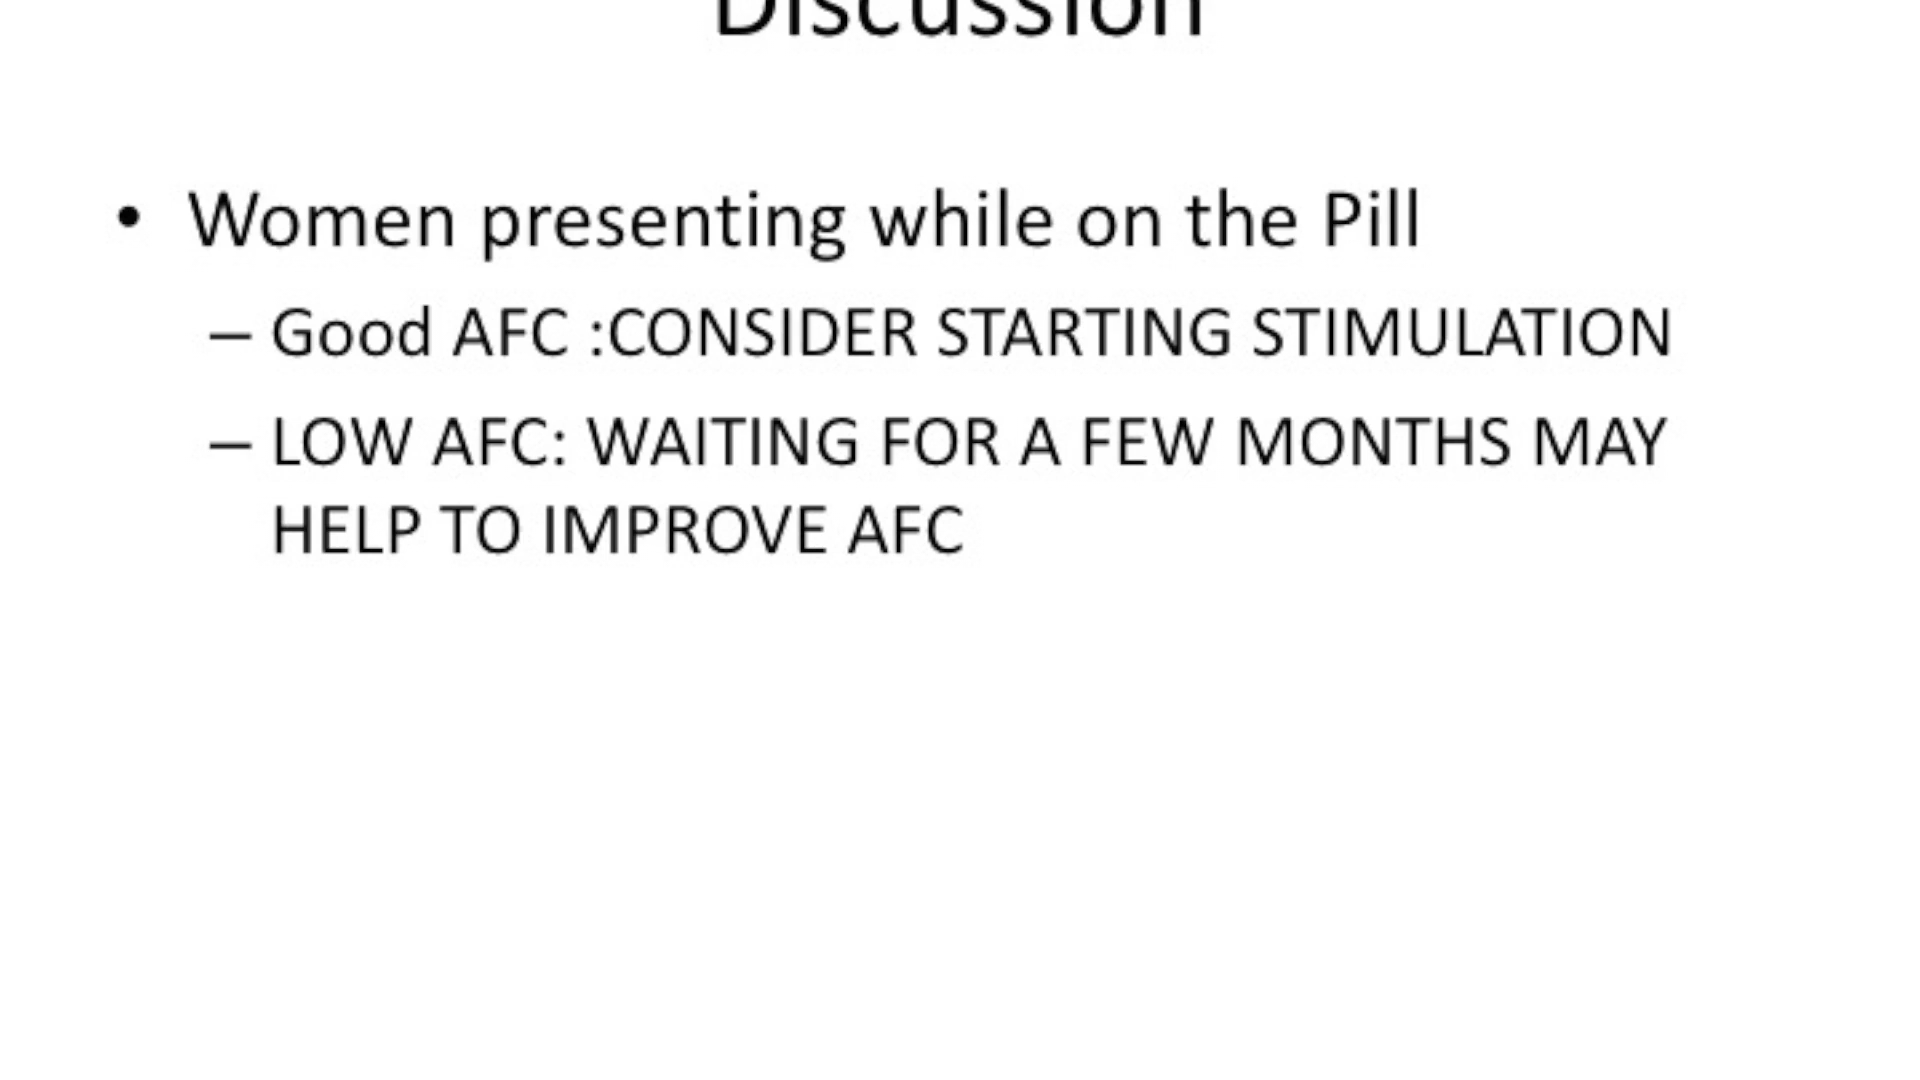 Discussion
• Women presenting while on the Pill
– Good AFC :CONSIDER STARTING STIMULATION
– LOW AFC: WAITING FOR A FEW MONTHS MAY
HELP TO IMPROVE AFC